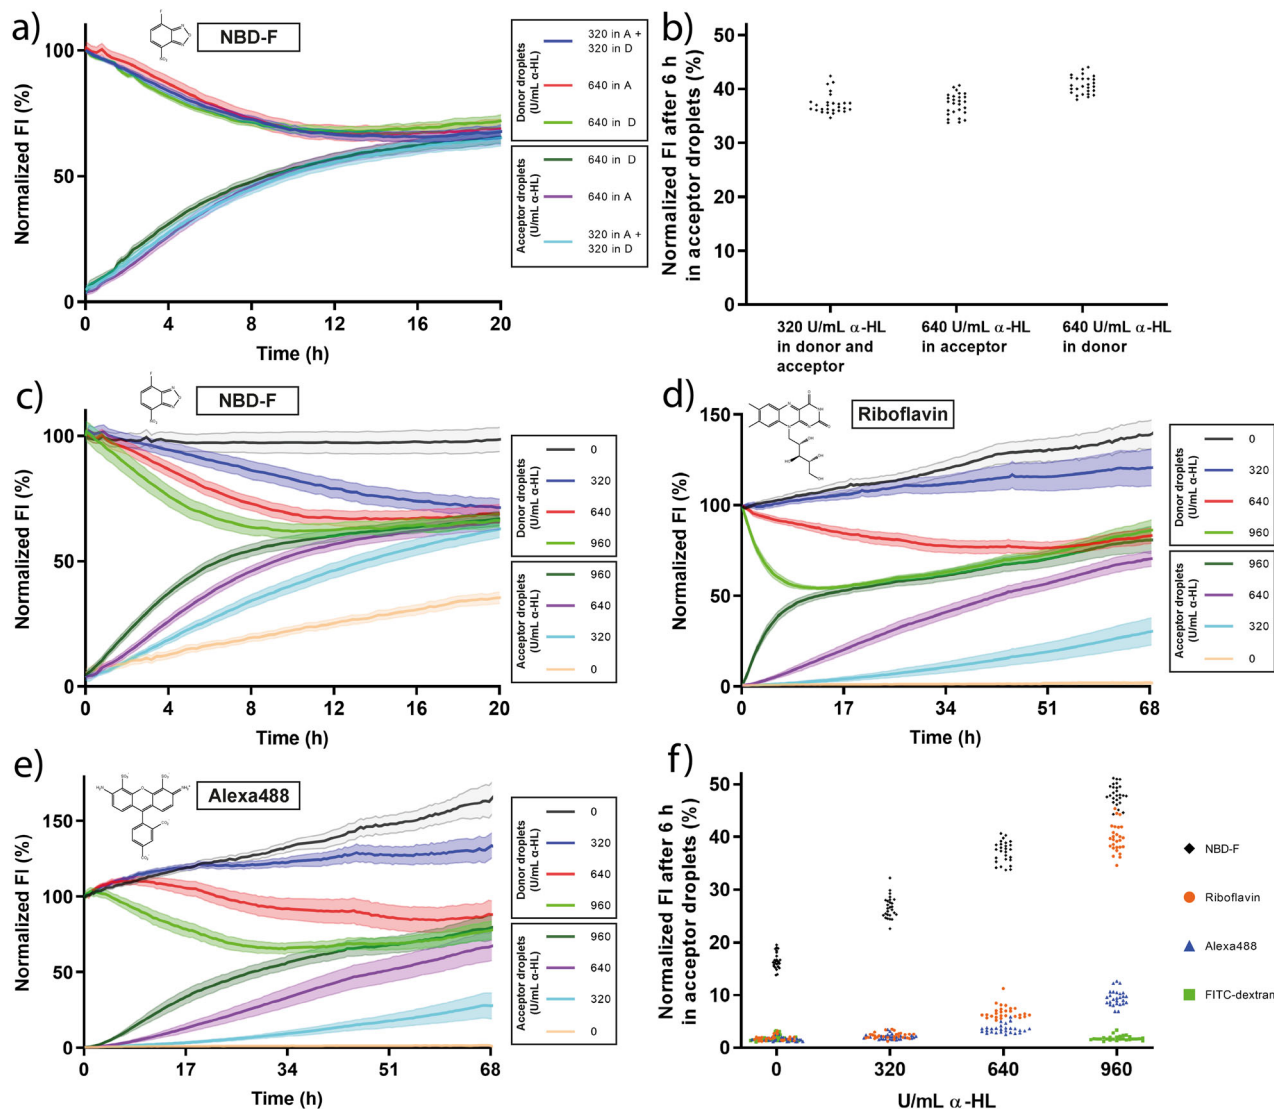 a)
NBD-F
Normalized FI (%)
100
50
0
0 4 8 12 16 20
Time (h)
Donor droplets
(U/mL α-HL)
320 in A +
320 in D
640 in A
640 in D
Acceptor droplets
(U/mL α-HL)
640 in D
640 in A
320 in A +
320 in D
b)
Normalized FI after 6 h
in acceptor droplets (%)
50
40
30
20
10
0
320 U/mL α-HL
in donor and
acceptor
640 U/mL α-HL
in acceptor
640 U/mL α-HL
in donor
c)
NBD-F
Normalized FI (%)
100
50
0
0 4 8 12 16 20
Time (h)
Donor droplets
(U/mL α-HL)
0
320
640
960
Acceptor droplets
(U/mL α-HL)
960
640
320
0
d)
Riboflavin
Normalized FI (%)
150
100
50
0
0 17 34 51 68
Time (h)
Donor droplets
(U/mL α-HL)
0
320
640
960
Acceptor droplets
(U/mL α-HL)
960
640
320
0
e)
Alexa488
Normalized FI (%)
150
100
50
0
0 17 34 51 68
Time (h)
Donor droplets
(U/mL α-HL)
0
320
640
960
Acceptor droplets
(U/mL α-HL)
960
640
320
0
f)
Normalized FI after 6 h
in acceptor droplets (%)
50
40
30
20
10
0
0 320 640 960
U/mL α-HL
NBD-F
Riboflavin
Alexa488
FITC-dextran